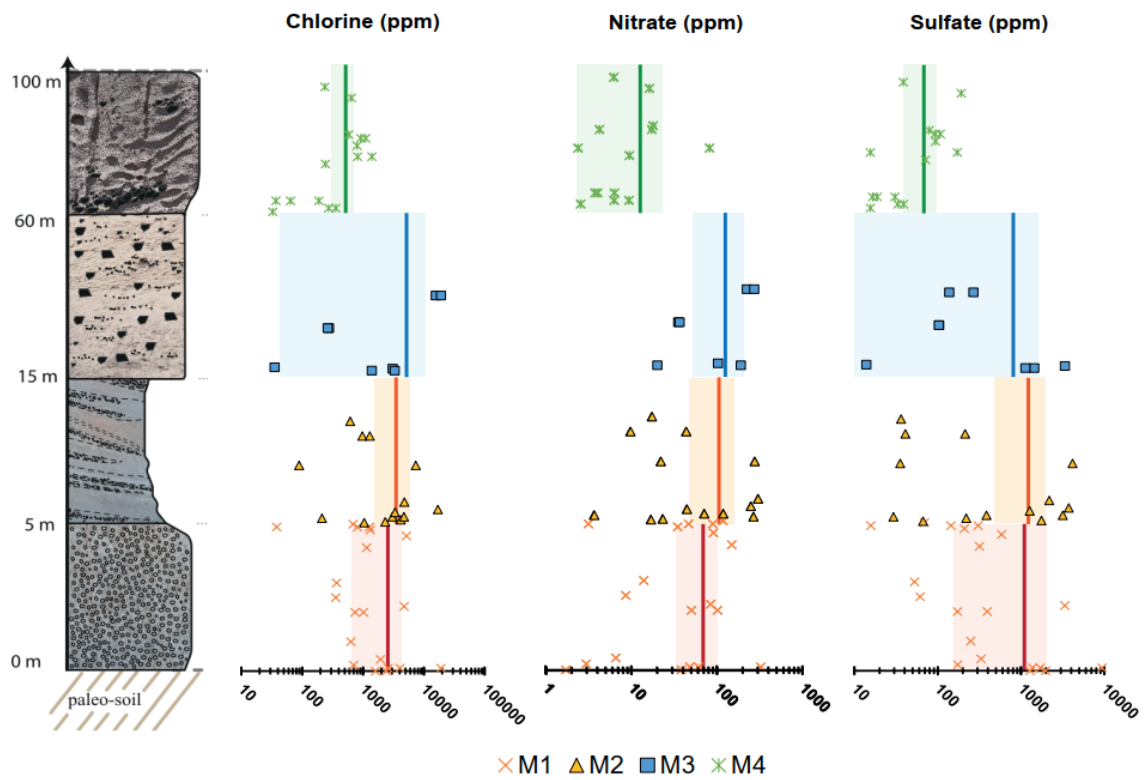 Chlorine (ppm) Nitrate (ppm) Sulfate (ppm)
100 m
60 m
15 m
5 m
0 m
paleo-soil
10 100 1000 10000 100000
1 10 100 1000
10 100 1000 10000
M1 M2 M3 M4